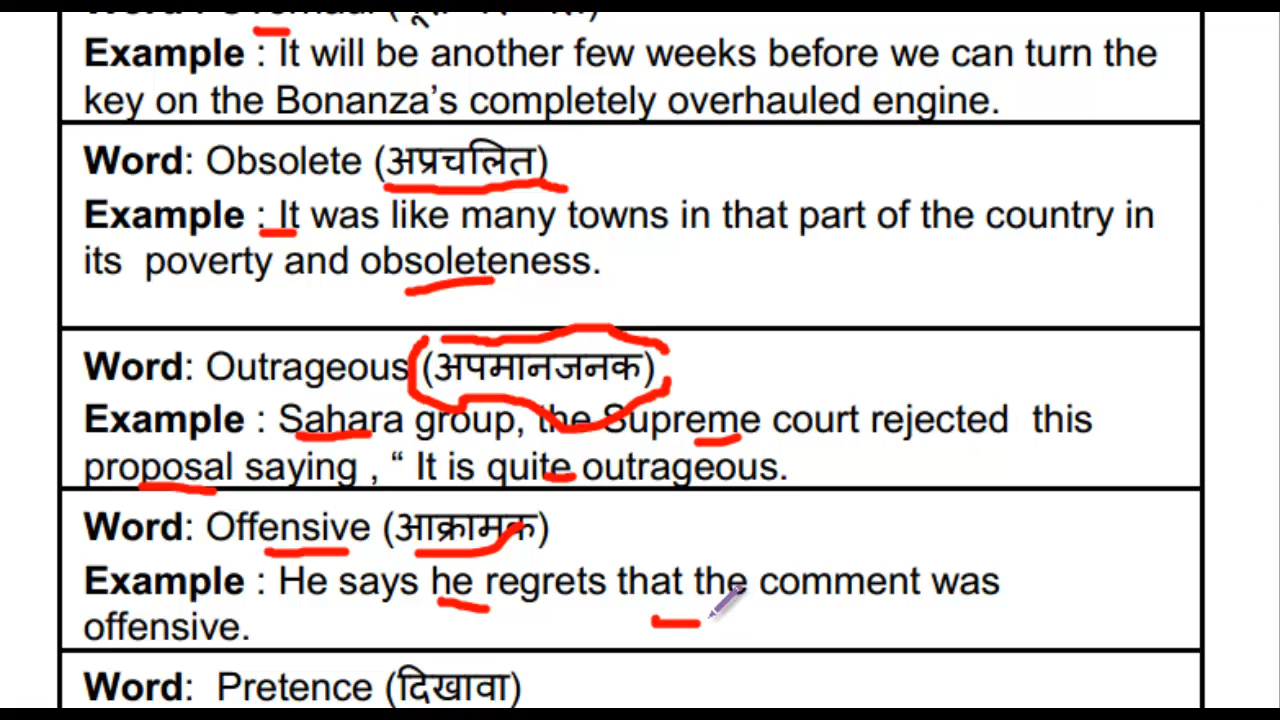 Example : It will be another few weeks before we can turn the
key on the Bonanza’s completely overhauled engine.
Word: Obsolete (अप्रचलित)
Example : It was like many towns in that part of the country in
its poverty and obsoleteness.
Word: Outrageous (अपमानजनक)
Example : Sahara group, the Supreme court rejected this
proposal saying , “ It is quite outrageous.
Word: Offensive (आक्रामक)
Example : He says he regrets that the comment was
offensive.
Word: Pretence (दिखावा)